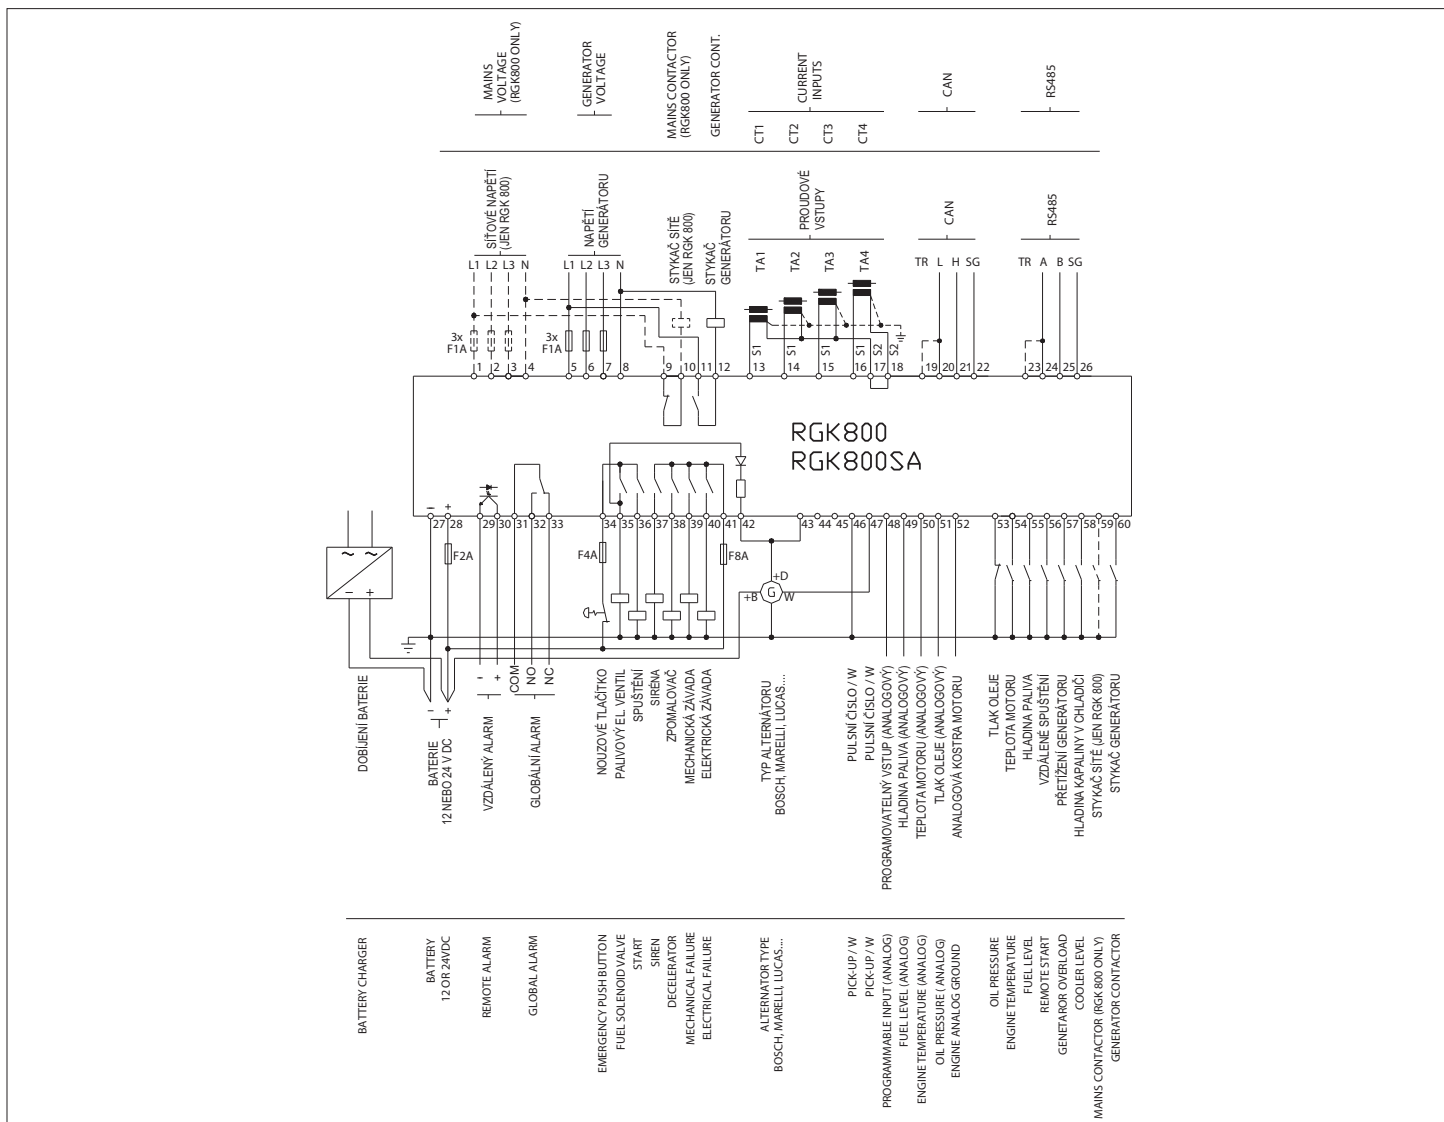 MAINS
VOLTAGE
(RGK800 ONLY)
GENERATOR
VOLTAGE
MAINS CONTACTOR
(RGK800 ONLY)
GENERATOR CONT.
CURRENT
INPUTS
CT1
CT2
CT3
CT4
CAN
RS485
SÍŤOVÉ NAPĚTÍ
(JEN RGK 800)
NAPĚTÍ
GENERÁTORU
STYKAČ SÍTĚ
(JEN RGK 800)
STYKAČ
GENERÁTORU
PROUDOVÉ
VSTUPY
TA1
TA2
TA3
TA4
CAN
RS485
L1 L2 L3 N
L1 L2 L3 N
TR L H SG
TR A B SG
3x
F1A
3x
F1A
S1
S1
S1
S1
S2
S2
1 2 3 4 5 6 7 8 9 10 11 12 13 14 15 16 17 18 19 20 21 22 23 24 25 26
RGK800
RGK800SA
– +
27 28 29 30 31 32 33 34 35 36 37 38 39 40 41 42 43 44 45 46 47 48 49 50 51 52 53 54 55 56 57 58 59 60
~ ~
– +
F2A
F4A
F8A
+D
+B G W
– +
– +
COM
NO
NC
DOBÍJENÍ BATERIE
BATERIE
12 NEBO 24 V DC
VZDÁLENÝ ALARM
GLOBÁLNÍ ALARM
NOUZOVÉ TLAČÍTKO
PALIVOVÝ EL. VENTIL
SPUŠTĚNÍ
SIRÉNA
ZPOMALOVAČ
MECHANICKÁ ZÁVADA
ELEKTRICKÁ ZÁVADA
TYP ALTERNÁTORU
BOSCH, MARELLI, LUCAS....
PULSNÍ ČISLO / W
PULSNÍ ČISLO / W
PROGRAMOVATELNÝ VSTUP (ANALOGOVÝ)
HLADINA PALIVA (ANALOGOVÝ)
TEPLOTA MOTORU (ANALOGOVÝ)
TLAK OLEJE (ANALOGOVÝ)
ANALOGOVÁ KOSTRA MOTORU
TLAK OLEJE
TEPLOTA MOTORU
HLADINA PALIVA
VZDÁLENÉ SPUŠTĚNÍ
PŘETÍŽENÍ GENERÁTORU
HLADINA KAPALINY V CHLADIČI
STYKAČ SÍTĚ (JEN RGK 800)
STYKAČ GENERÁTORU
BATTERY CHARGER
BATTERY
12 OR 24VDC
REMOTE ALARM
GLOBAL ALARM
EMERGENCY PUSH BUTTON
FUEL SOLENOID VALVE
START
SIREN
DECELERATOR
MECHANICAL FAILURE
ELECTRICAL FAILURE
ALTERNATOR TYPE
BOSCH, MARELLI, LUCAS....
PICK-UP / W
PICK-UP / W
PROGRAMMABLE INPUT (ANALOG)
FUEL LEVEL (ANALOG)
ENGINE TEMPERATURE (ANALOG)
OIL PRESSURE ( ANALOG)
ENGINE ANALOG GROUND
OIL PRESSURE
ENGINE TEMPERATURE
FUEL LEVEL
REMOTE START
GENETAROR OVERLOAD
COOLER LEVEL
MAINS CONTACTOR (RGK 800 ONLY)
GENERATOR CONTACTOR